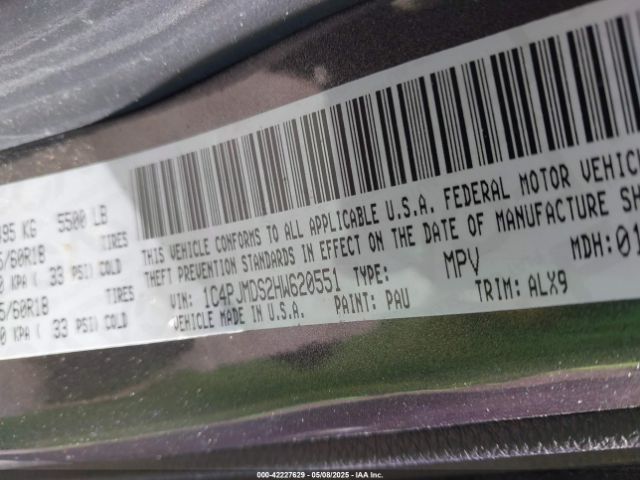 95 KG 5500 LB
/60R18 TIRES
KPA ( 33 PSI) COLD
/60R18 TIRES
KPA ( 33 PSI) COLD
THIS VEHICLE CONFORMS TO ALL APPLICABLE U.S.A. FEDERAL MOTOR VEHICLE
THEFT PREVENTION STANDARDS IN EFFECT ON THE DATE OF MANUFACTURE SH
VIN: 1C4PJMDS2HW620551 TYPE: MPV MDH: 01
VEHICLE MADE IN U.S.A. PAINT: PAU TRIM: ALX9
000-42227629 05/08/2025 IAA Inc.